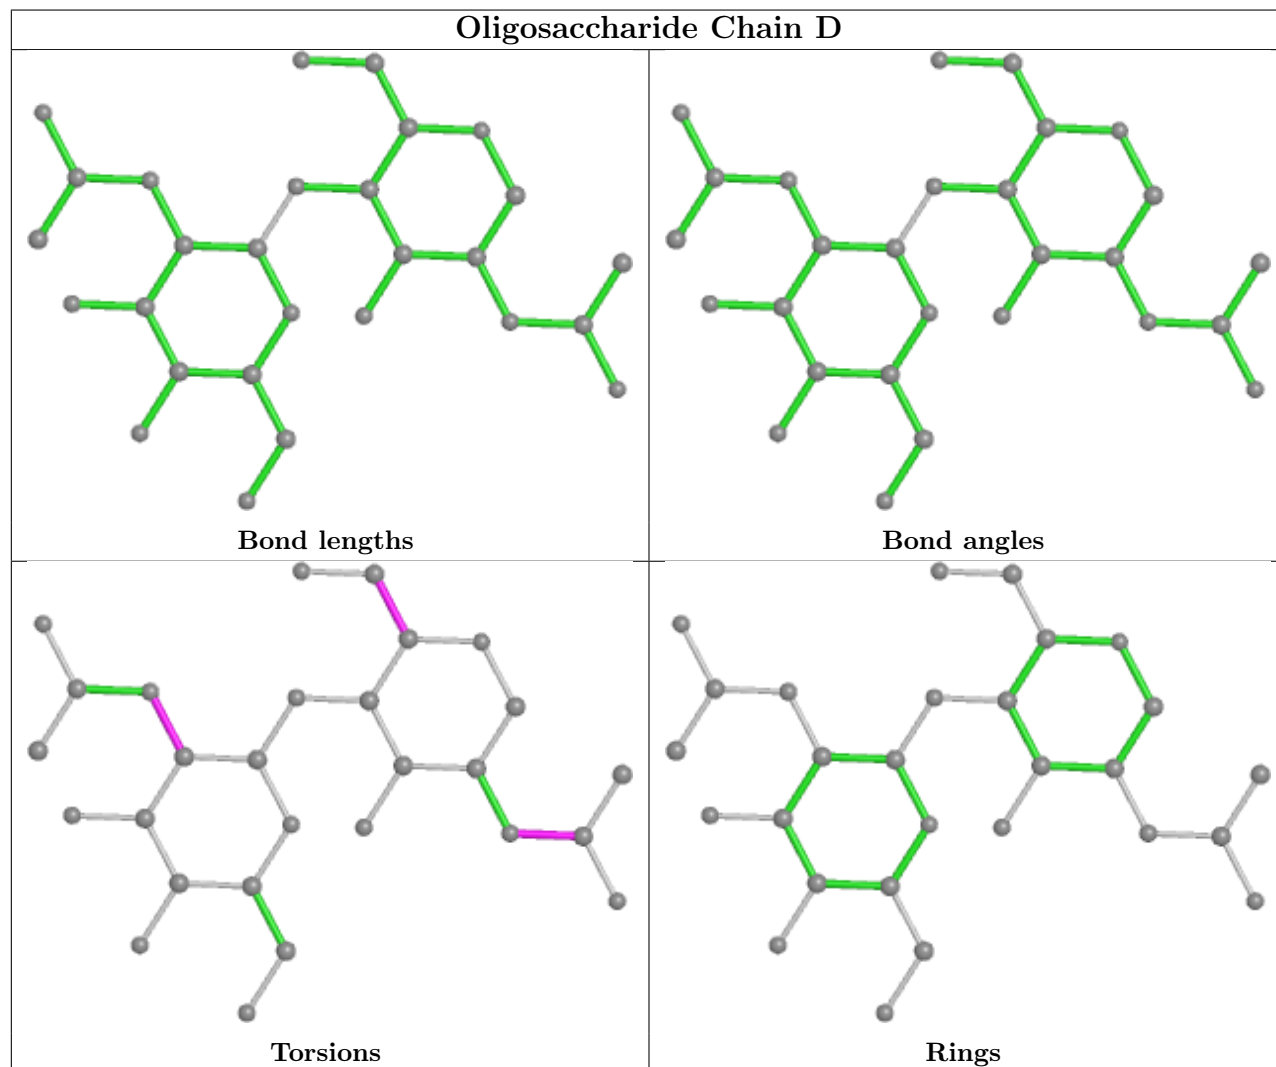 Oligosaccharide Chain D
Bond lengths
Bond angles
Torsions
Rings